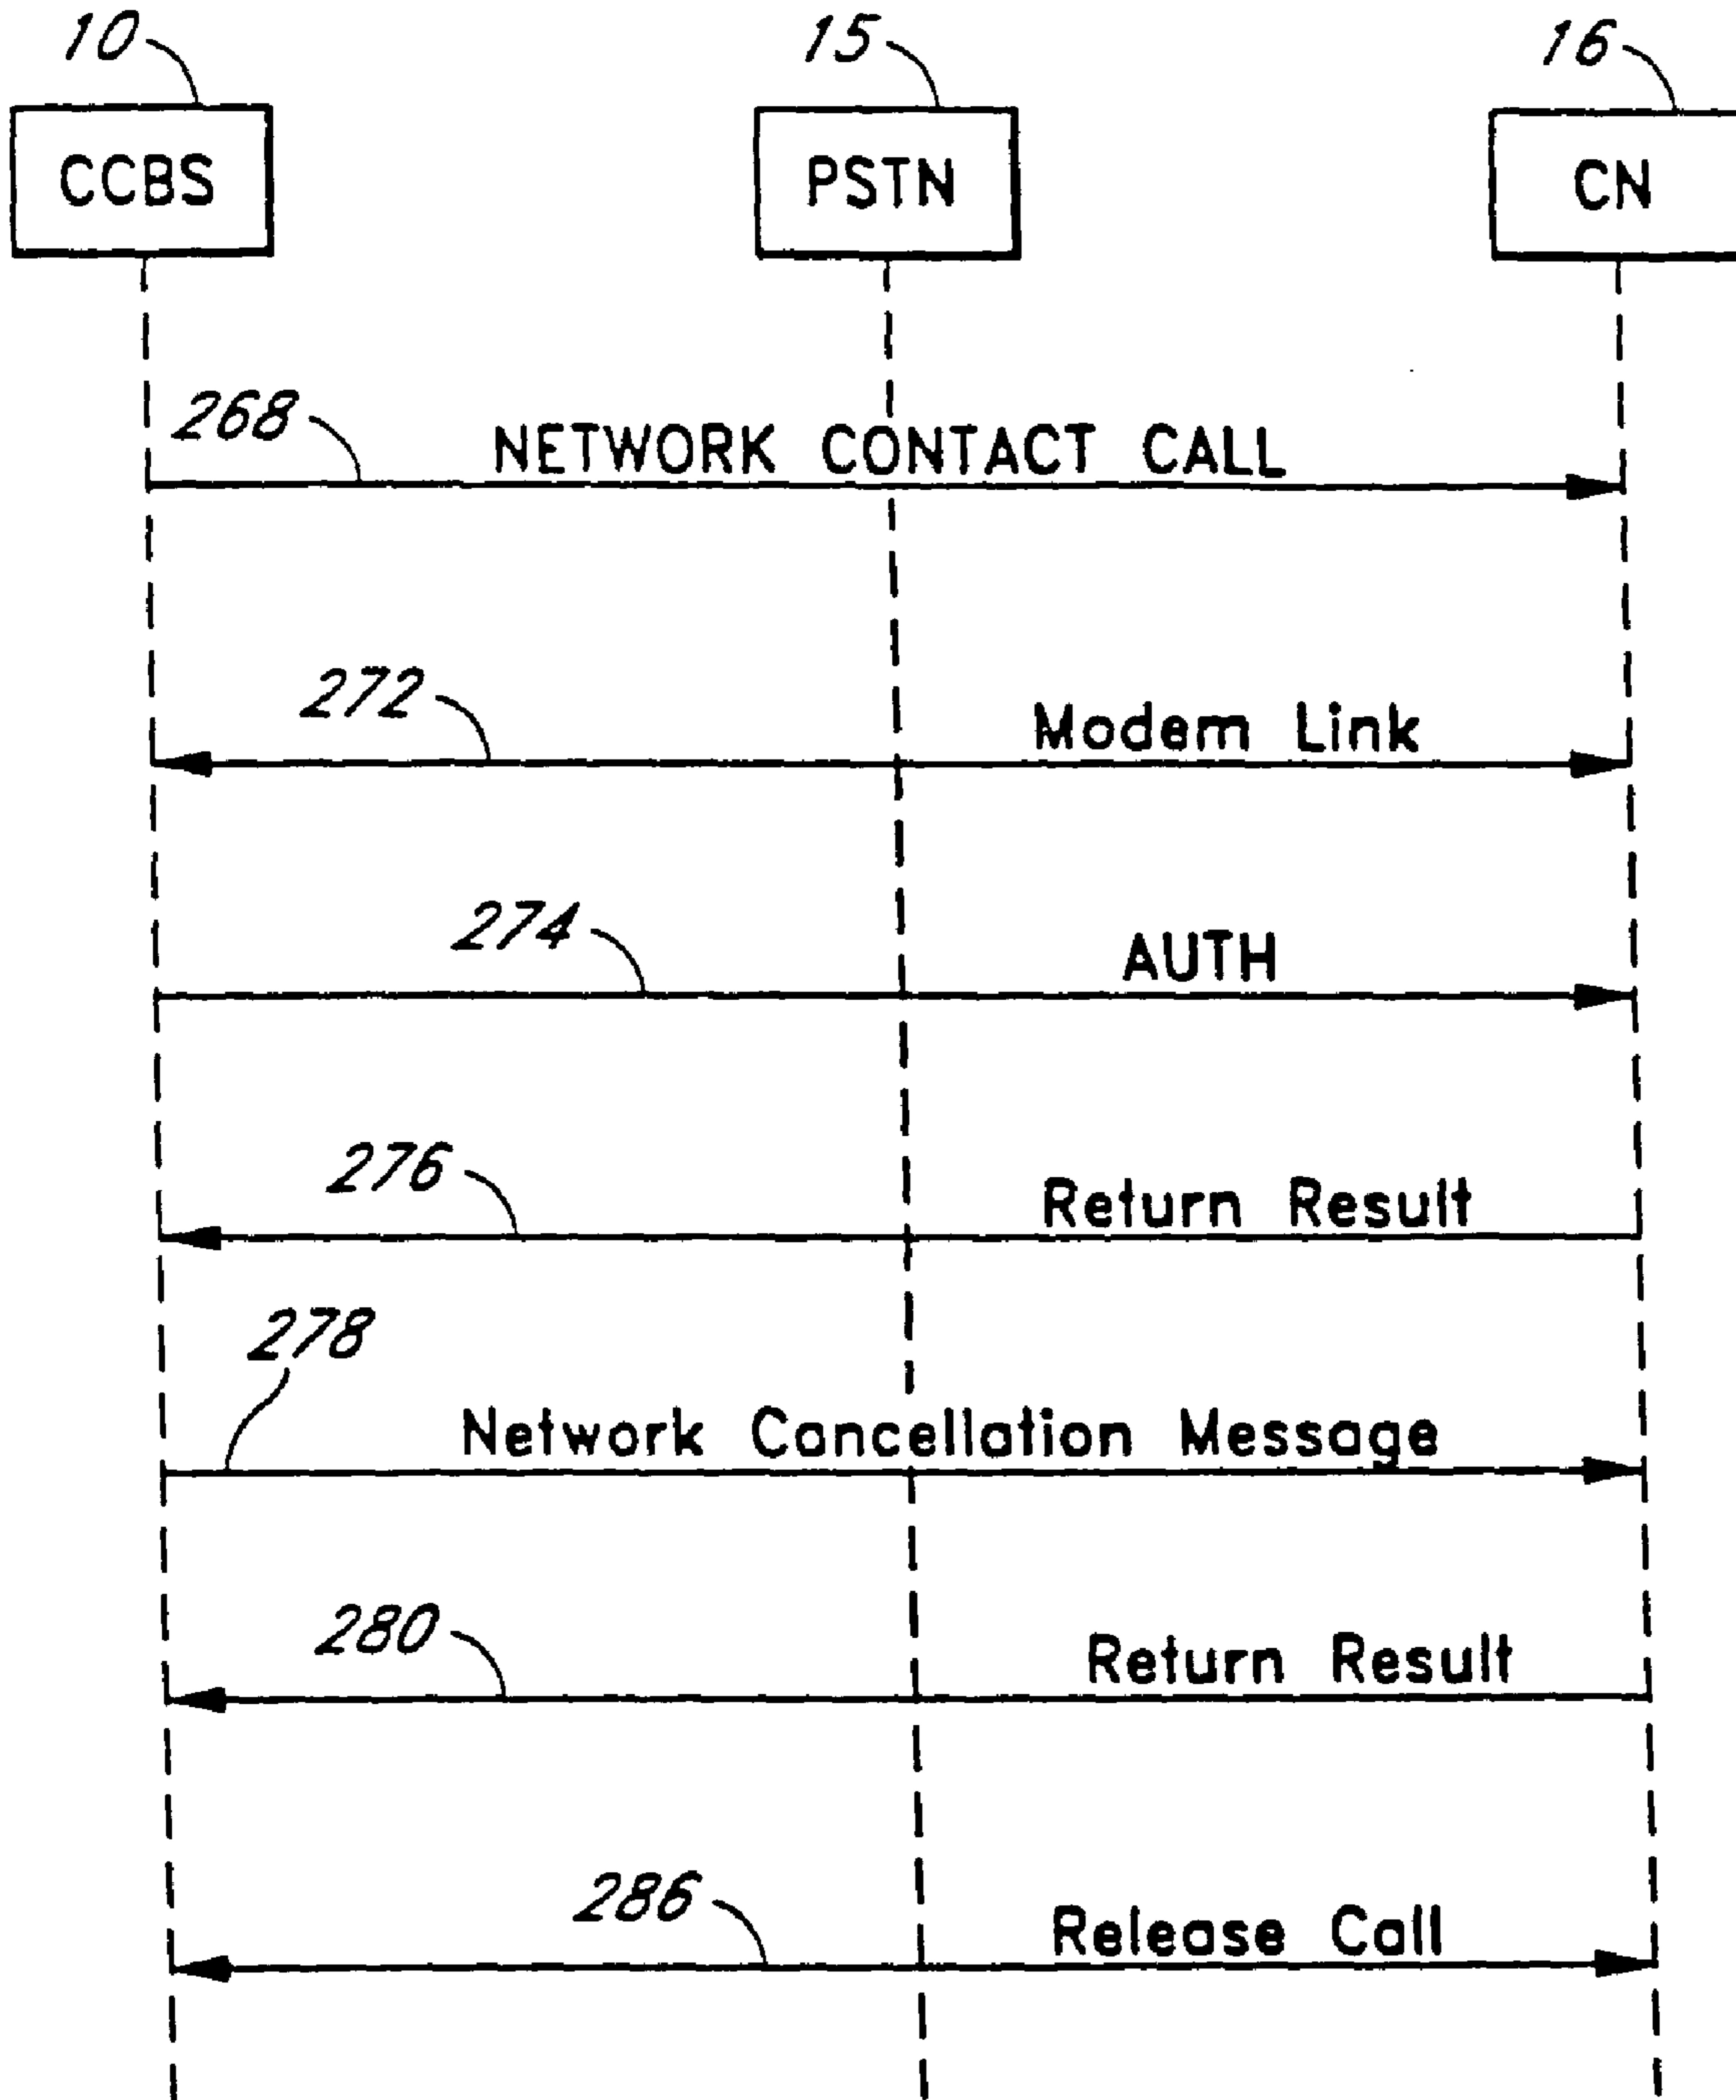 10 15 16
CCBS PSTN CN
268 NETWORK CONTACT CALL
272 Modem Link
274 AUTH
276 Return Result
278
Network Cancellation Message
280 Return Result
286 Release Call